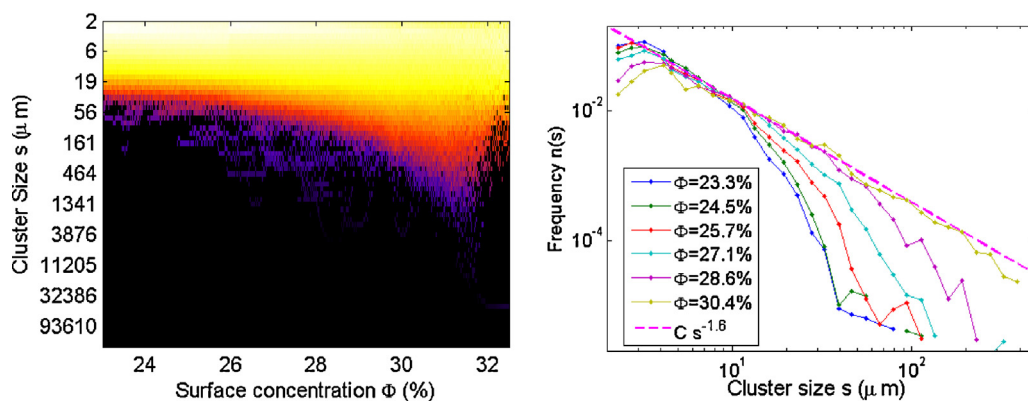 Cluster Size s (μ m)
2
6
19
56
161
464
1341
3876
11205
32386
93610
24 26 28 30 32
Surface concentration Φ (%)
Frequency n(s)
10^-2
10^-4
Φ=23.3%
Φ=24.5%
Φ=25.7%
Φ=27.1%
Φ=28.6%
Φ=30.4%
C s^-1.6
10^1 10^2
Cluster size s (μ m)